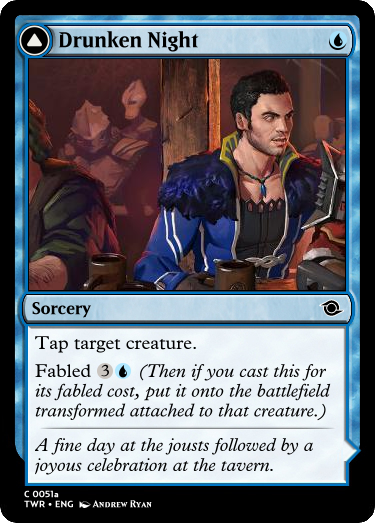 Drunken Night
Sorcery
Tap target creature.
Fabled 3 (Then if you cast this for
its fabled cost, put it onto the battlefield
transformed attached to that creature.)
A fine day at the jousts followed by a
joyous celebration at the tavern.
C 0051a
TWR • ENG Andrew Ryan